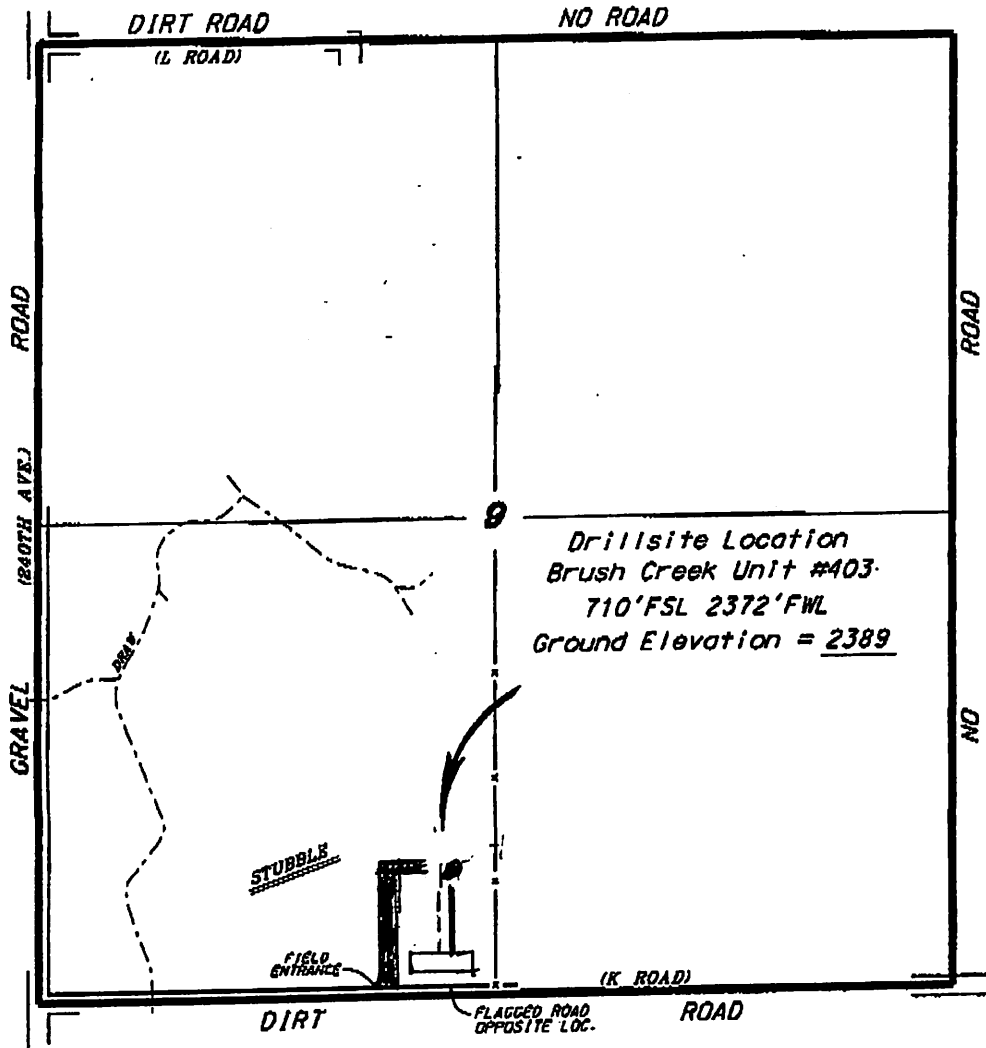 DIRT ROAD
NO ROAD
(L ROAD)
ROAD
ROAD
(240TH AVE.)
9
Drillsite Location
Brush Creek Unit #403
710'FSL 2372'FWL
Ground Elevation = 2389
DRAW
GRAVEL
NO
STUBBLE
FIELD
ENTRANCE
(K ROAD)
DIRT
FLAGGED ROAD
OPPOSITE LOC.
ROAD